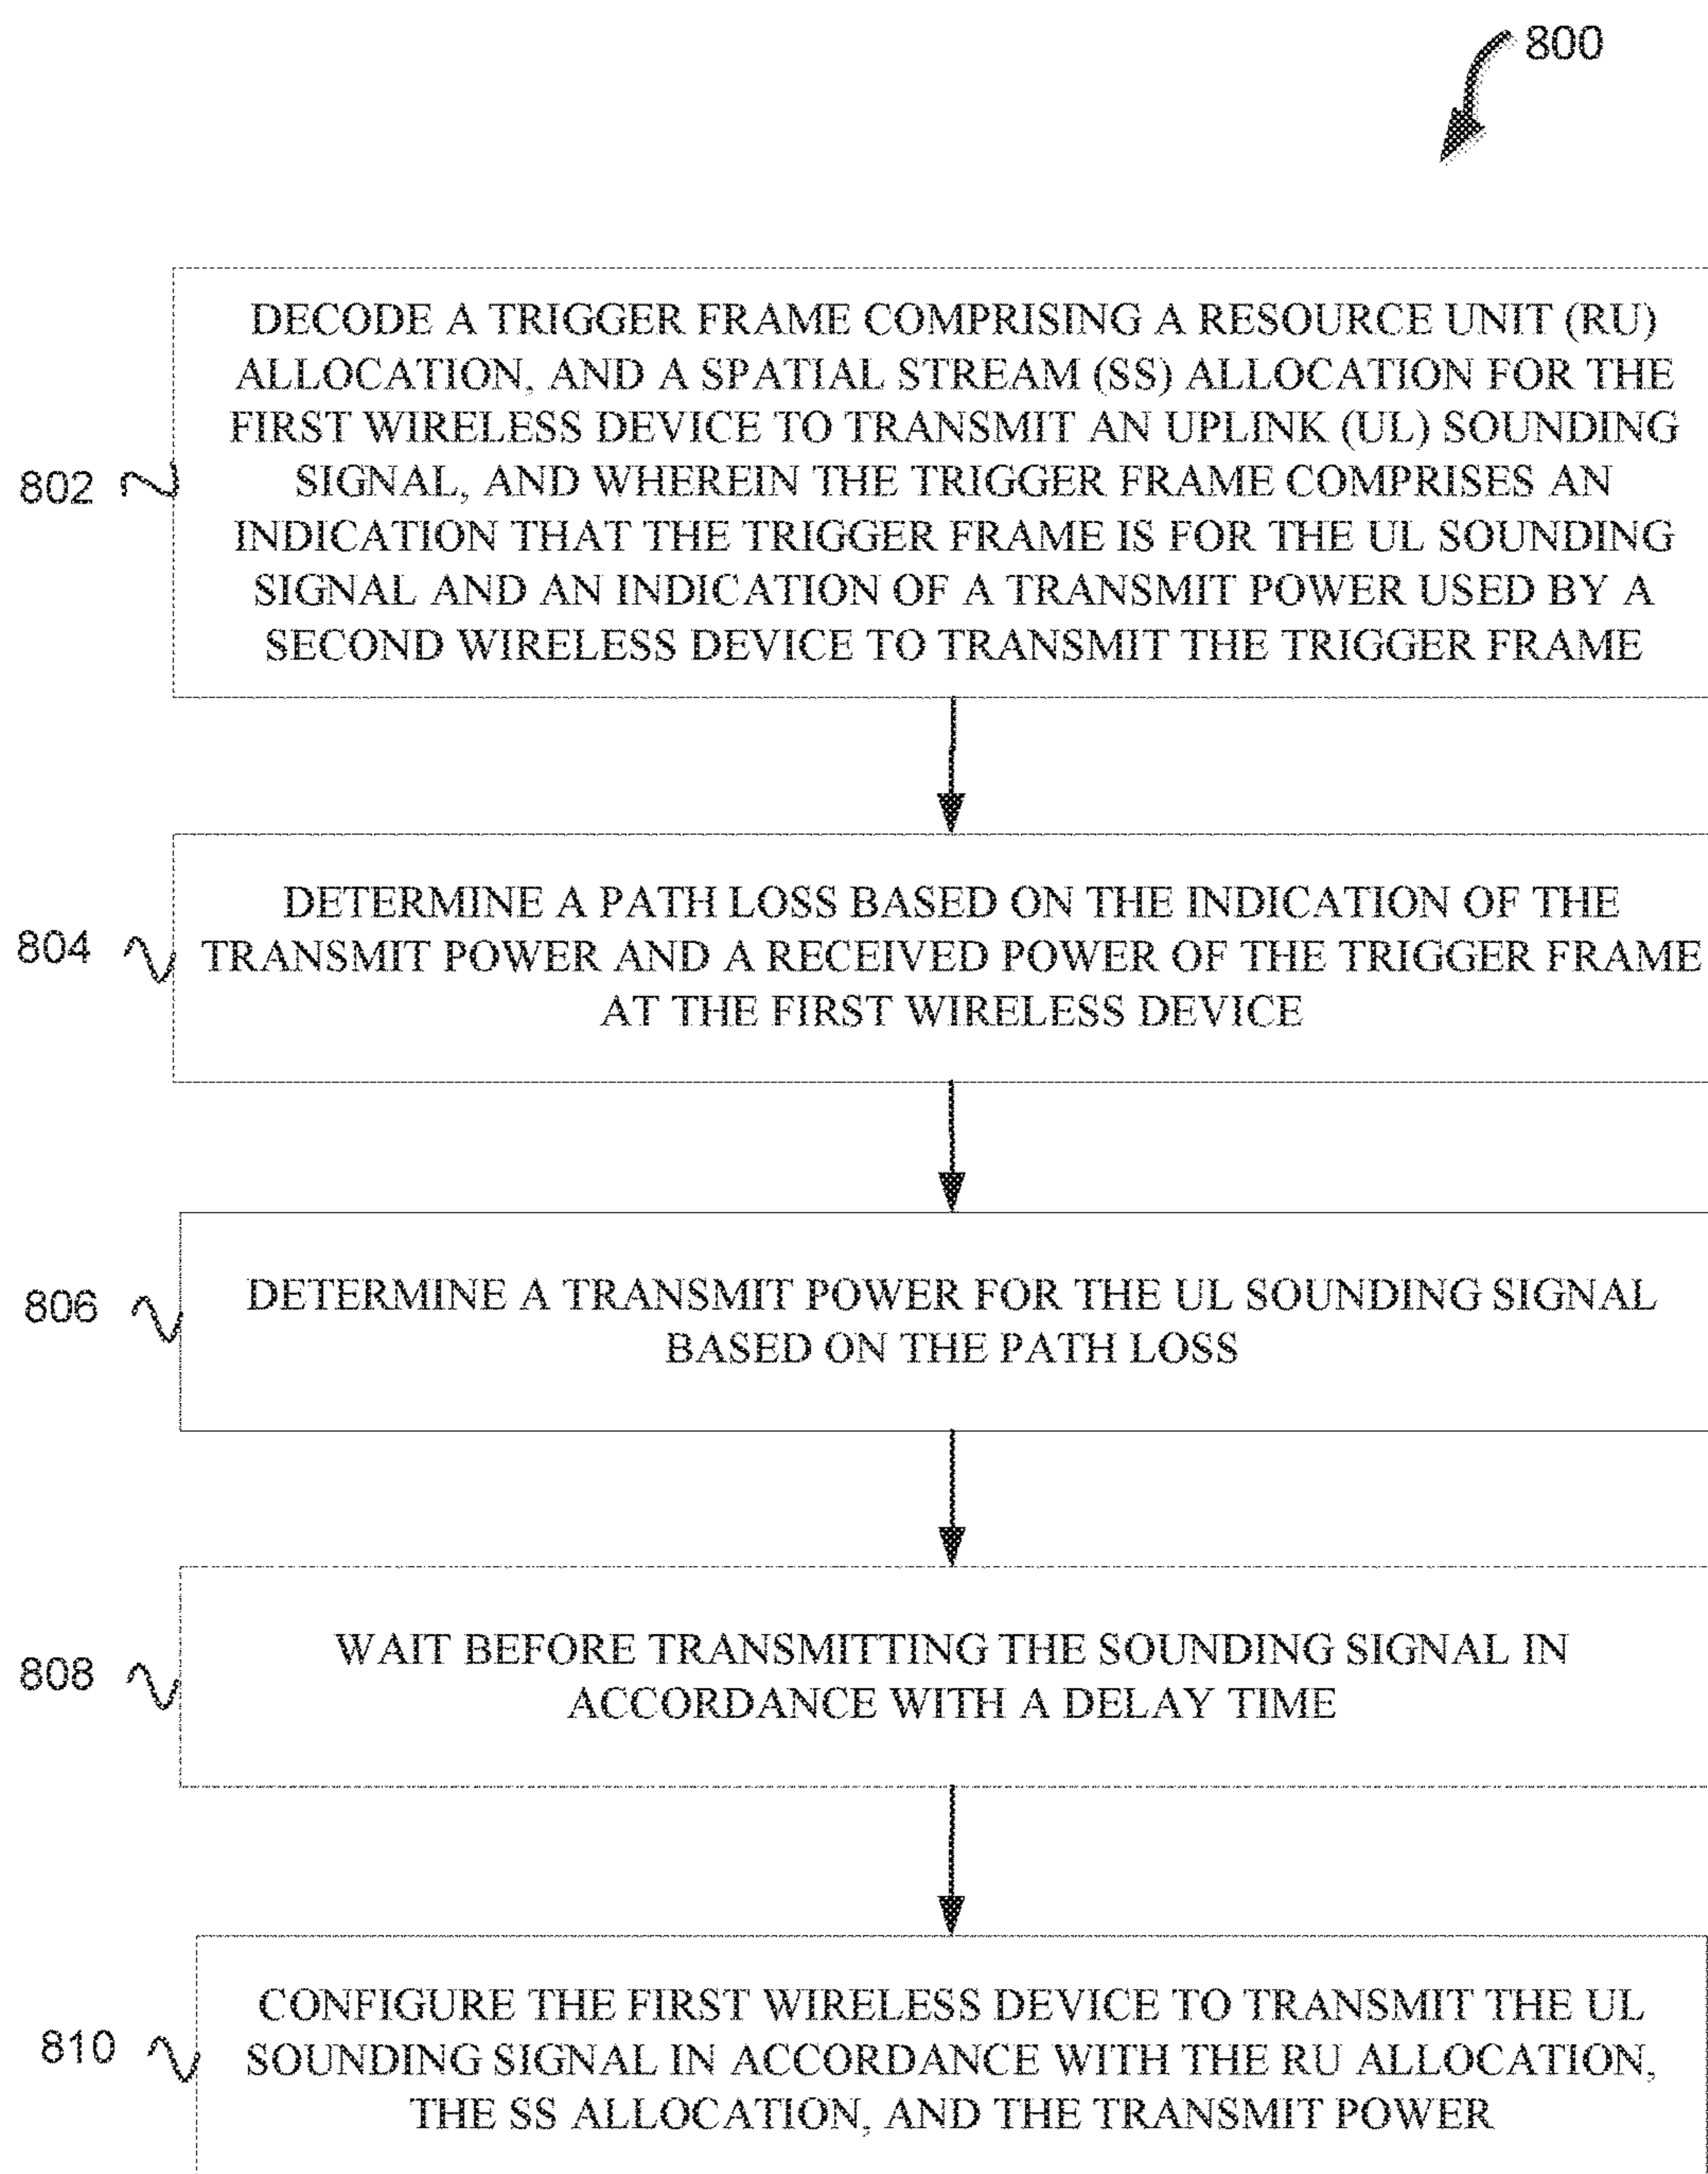 800
DECODE A TRIGGER FRAME COMPRISING A RESOURCE UNIT (RU)
ALLOCATION, AND A SPATIAL STREAM (SS) ALLOCATION FOR THE
FIRST WIRELESS DEVICE TO TRANSMIT AN UPLINK (UL) SOUNDING
SIGNAL, AND WHEREIN THE TRIGGER FRAME COMPRISES AN
INDICATION THAT THE TRIGGER FRAME IS FOR THE UL SOUNDING
SIGNAL AND AN INDICATION OF A TRANSMIT POWER USED BY A
SECOND WIRELESS DEVICE TO TRANSMIT THE TRIGGER FRAME
802
DETERMINE A PATH LOSS BASED ON THE INDICATION OF THE
TRANSMIT POWER AND A RECEIVED POWER OF THE TRIGGER FRAME
AT THE FIRST WIRELESS DEVICE
804
DETERMINE A TRANSMIT POWER FOR THE UL SOUNDING SIGNAL
BASED ON THE PATH LOSS
806
WAIT BEFORE TRANSMITTING THE SOUNDING SIGNAL IN
ACCORDANCE WITH A DELAY TIME
808
CONFIGURE THE FIRST WIRELESS DEVICE TO TRANSMIT THE UL
SOUNDING SIGNAL IN ACCORDANCE WITH THE RU ALLOCATION,
THE SS ALLOCATION, AND THE TRANSMIT POWER
810